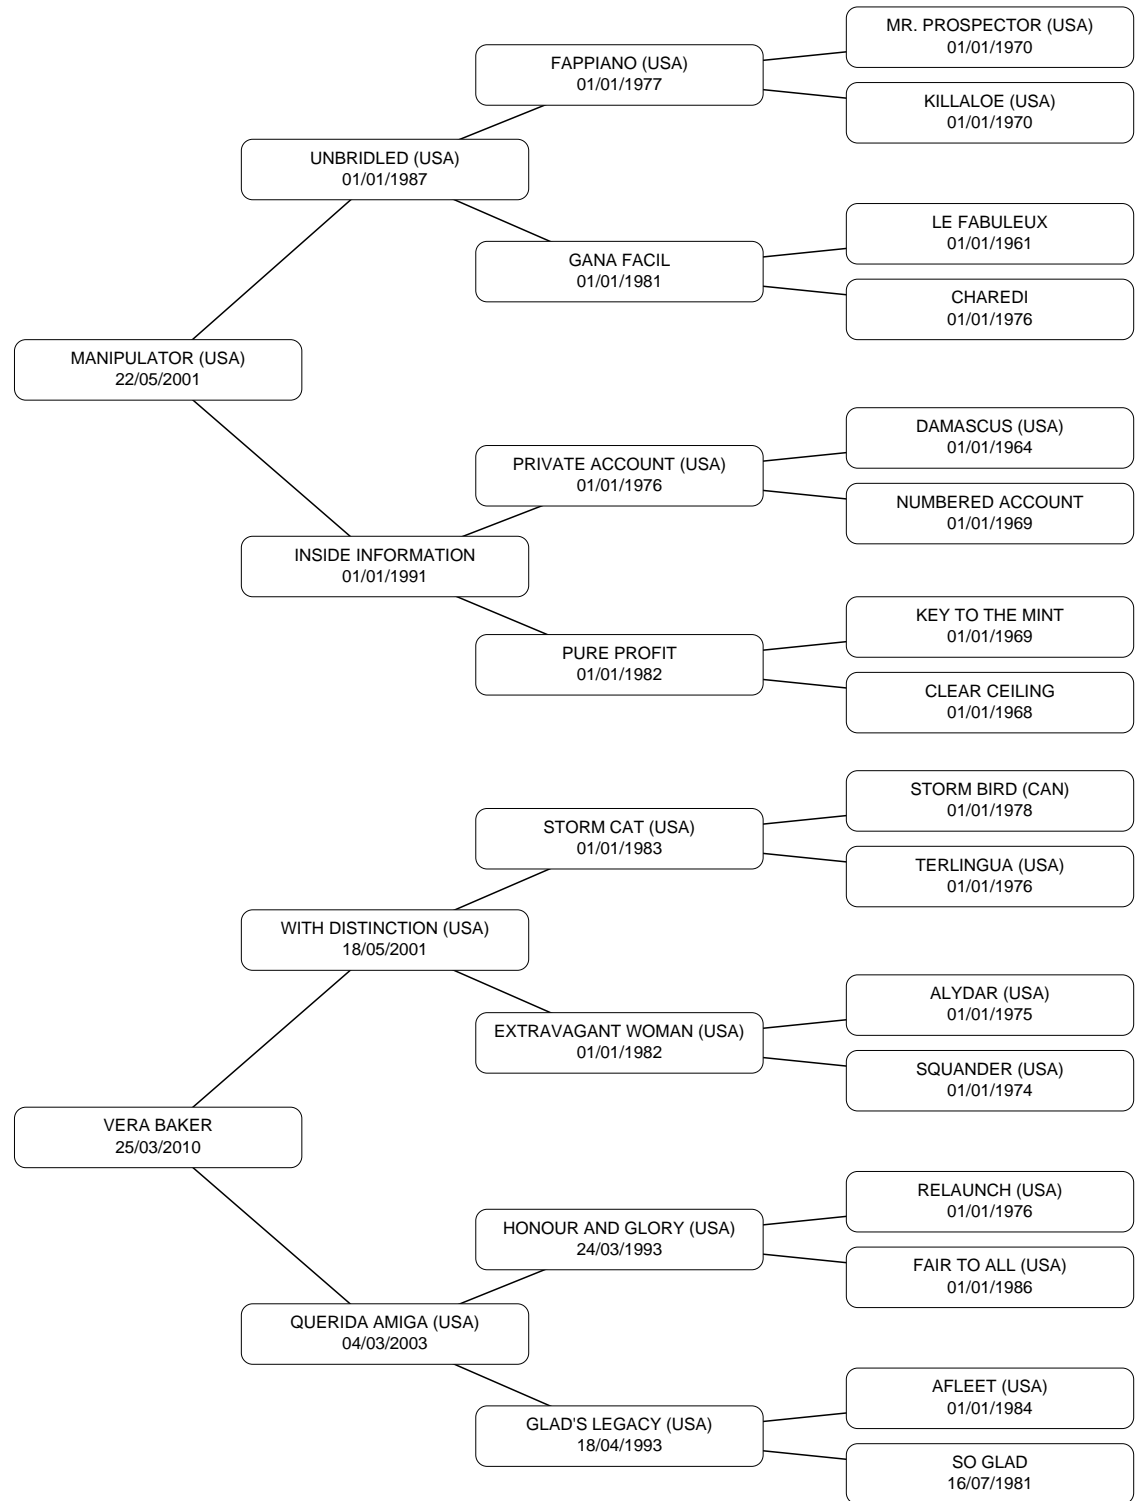 MR. PROSPECTOR (USA)
01/01/1970
FAPPIANO (USA)
01/01/1977
KILLALOE (USA)
01/01/1970
UNBRIDLED (USA)
01/01/1987
LE FABULEUX
01/01/1961
GANA FACIL
01/01/1981
CHAREDI
01/01/1976
MANIPULATOR (USA)
22/05/2001
DAMASCUS (USA)
01/01/1964
PRIVATE ACCOUNT (USA)
01/01/1976
NUMBERED ACCOUNT
01/01/1969
INSIDE INFORMATION
01/01/1991
KEY TO THE MINT
01/01/1969
PURE PROFIT
01/01/1982
CLEAR CEILING
01/01/1968
STORM BIRD (CAN)
01/01/1978
STORM CAT (USA)
01/01/1983
TERLINGUA (USA)
01/01/1976
WITH DISTINCTION (USA)
18/05/2001
ALYDAR (USA)
01/01/1975
EXTRAVAGANT WOMAN (USA)
01/01/1982
SQUANDER (USA)
01/01/1974
VERA BAKER
25/03/2010
RELAUNCH (USA)
01/01/1976
HONOUR AND GLORY (USA)
24/03/1993
FAIR TO ALL (USA)
01/01/1986
QUERIDA AMIGA (USA)
04/03/2003
AFLEET (USA)
01/01/1984
GLAD'S LEGACY (USA)
18/04/1993
SO GLAD
16/07/1981